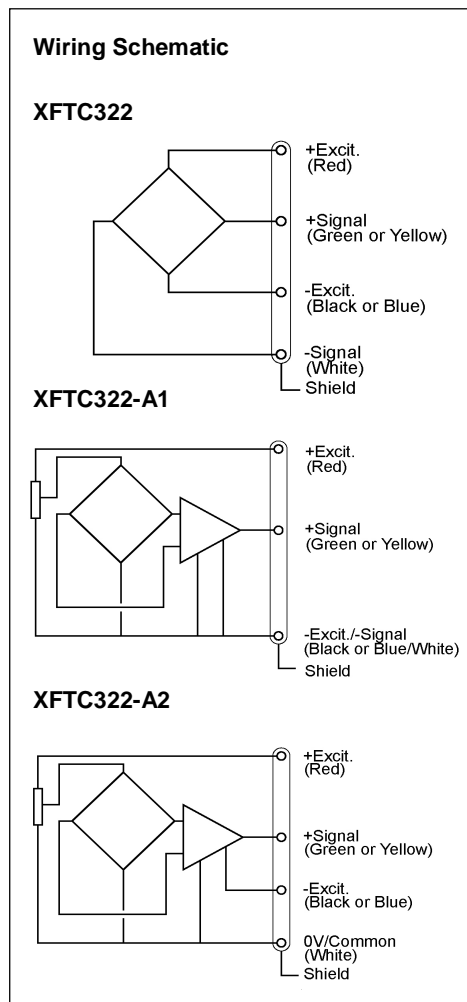 Wiring Schematic
XFTC322
+Excit.
(Red)
+Signal
(Green or Yellow)
-Excit.
(Black or Blue)
-Signal
(White)
Shield
XFTC322-A1
+Excit.
(Red)
+Signal
(Green or Yellow)
-Excit./-Signal
(Black or Blue/White)
Shield
XFTC322-A2
+Excit.
(Red)
+Signal
(Green or Yellow)
-Excit.
(Black or Blue)
0V/Common
(White)
Shield